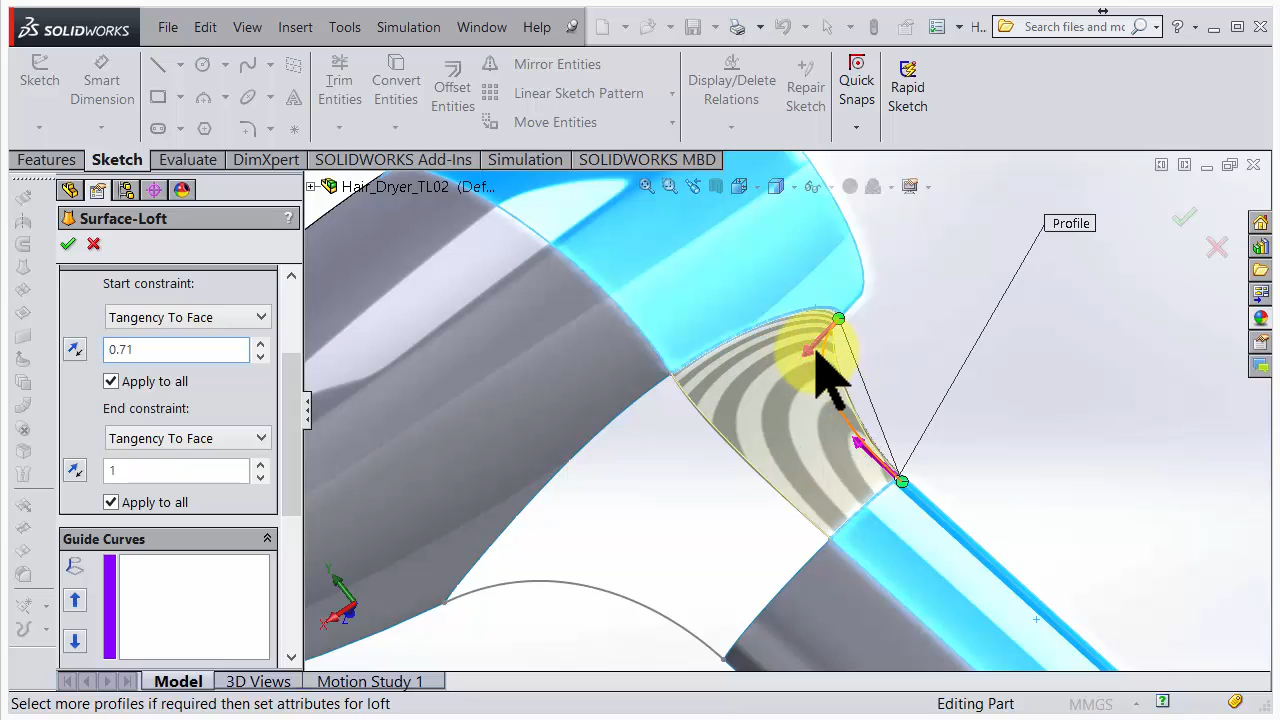 SOLIDWORKS File Edit View Insert Tools Simulation Window Help H... Search files and mc ?
Sketch Smart Dimension Trim Entities Convert Entities Offset Entities Mirror Entities Linear Sketch Pattern Move Entities Display/Delete Relations Repair Sketch Quick Snaps Rapid Sketch
Features Sketch Evaluate DimXpert SOLIDWORKS Add-Ins Simulation SOLIDWORKS MBD
Hair_Dryer_TL02 (Def...
Surface-Loft ?
Profile
Start constraint:
Tangency To Face
0.71
Apply to all
End constraint:
Tangency To Face
1
Apply to all
Guide Curves
Y
X
Z
Model 3D Views Motion Study 1
Select more profiles if required then set attributes for loft Editing Part MMGS